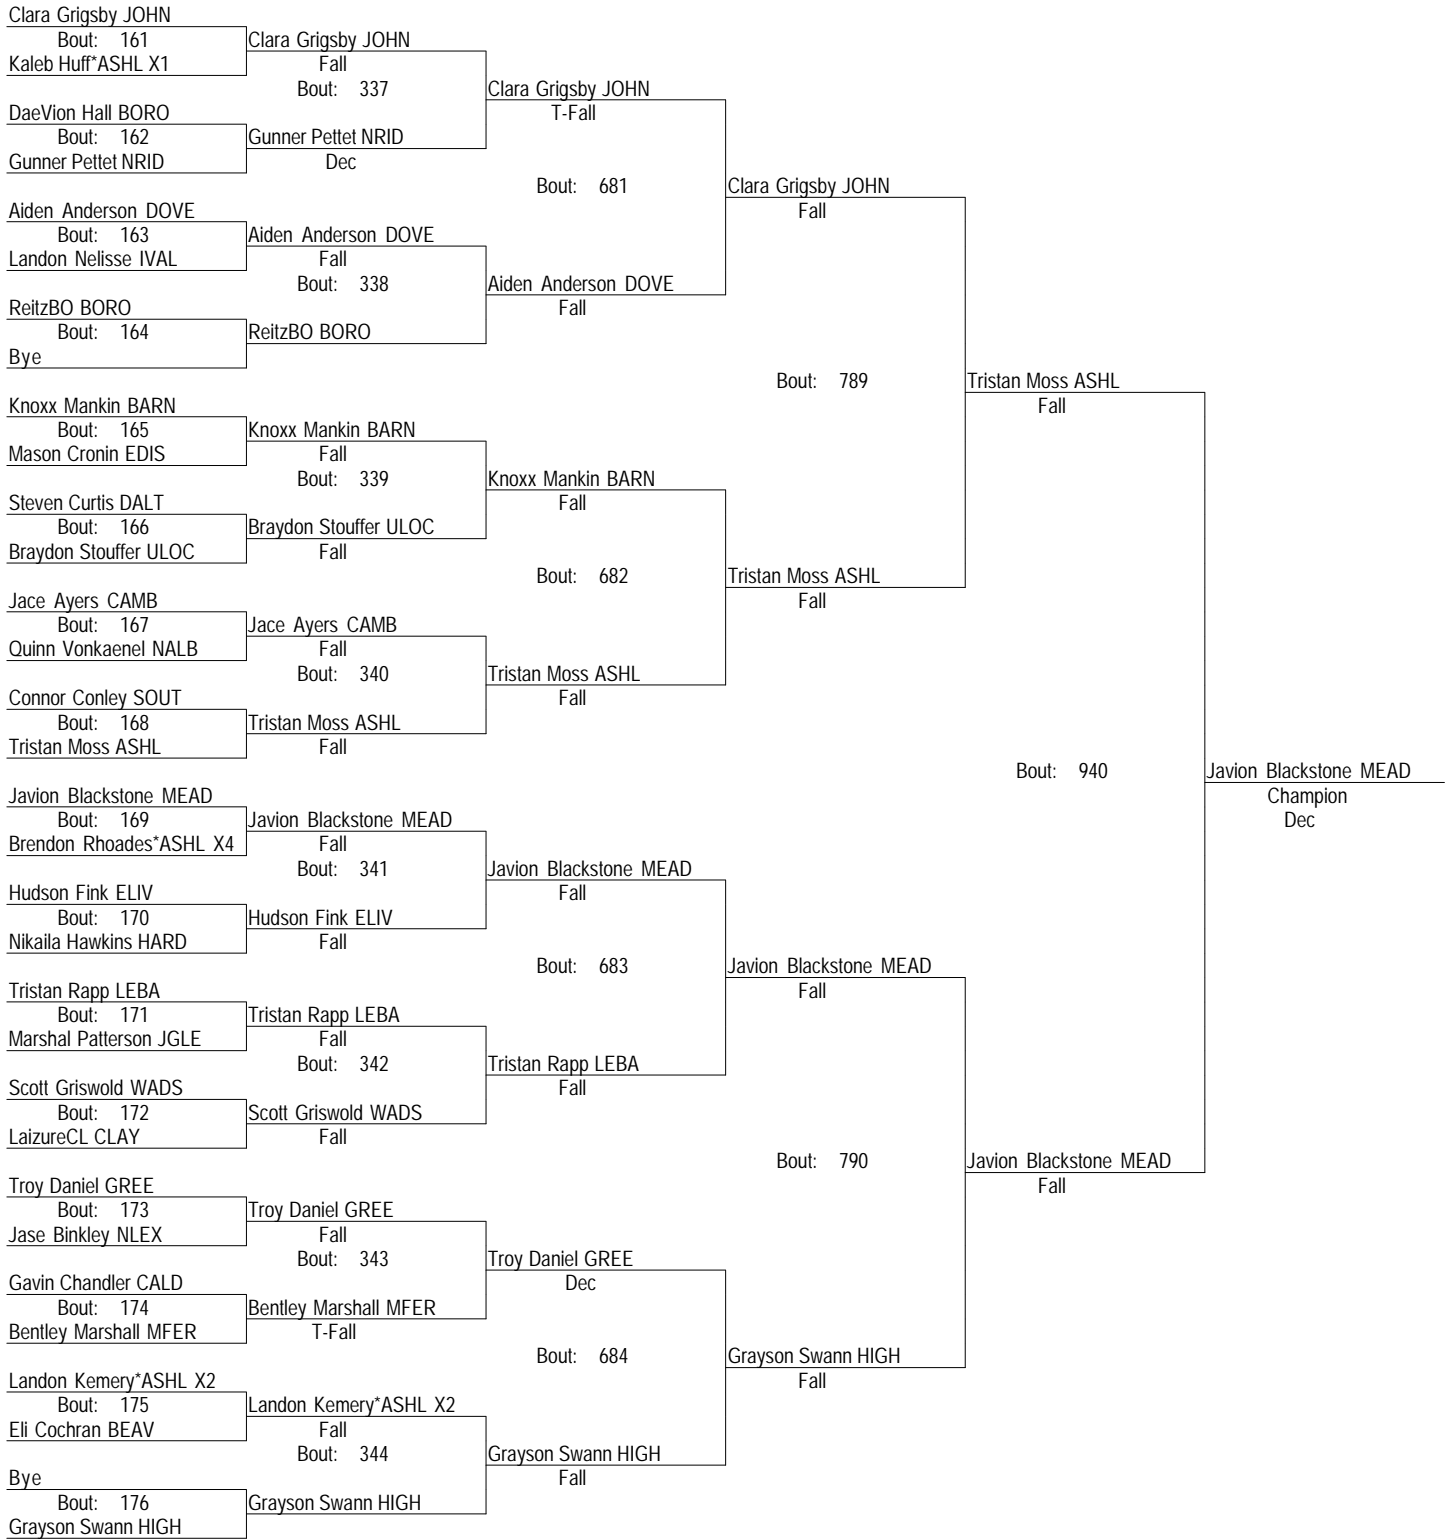 Clara Grigsby JOHN
Bout: 161
Clara Grigsby JOHN
Kaleb Huff*ASHL X1
Fall
Bout: 337
Clara Grigsby JOHN
DaeVion Hall BORO
T-Fall
Bout: 162
Gunner Pettet NRID
Gunner Pettet NRID
Dec
Bout: 681
Clara Grigsby JOHN
Aiden Anderson DOVE
Fall
Bout: 163
Aiden Anderson DOVE
Landon Nelisse IVAL
Fall
Bout: 338
Aiden Anderson DOVE
ReitzBO BORO
Fall
Bout: 164
ReitzBO BORO
Bye
Bout: 789
Tristan Moss ASHL
Knoxx Mankin BARN
Fall
Bout: 165
Knoxx Mankin BARN
Mason Cronin EDIS
Fall
Bout: 339
Knoxx Mankin BARN
Steven Curtis DALT
Fall
Bout: 166
Braydon Stouffer ULOC
Braydon Stouffer ULOC
Fall
Bout: 682
Tristan Moss ASHL
Jace Ayers CAMB
Fall
Bout: 167
Jace Ayers CAMB
Quinn Vonkaenel NALB
Fall
Bout: 340
Tristan Moss ASHL
Connor Conley SOUT
Fall
Bout: 168
Tristan Moss ASHL
Tristan Moss ASHL
Fall
Bout: 940
Javion Blackstone MEAD
Javion Blackstone MEAD
Champion
Bout: 169
Javion Blackstone MEAD
Dec
Brendon Rhoades*ASHL X4
Fall
Bout: 341
Javion Blackstone MEAD
Hudson Fink ELIV
Fall
Bout: 170
Hudson Fink ELIV
Nikaila Hawkins HARD
Fall
Bout: 683
Javion Blackstone MEAD
Tristan Rapp LEBA
Fall
Bout: 171
Tristan Rapp LEBA
Marshal Patterson JGLE
Fall
Bout: 342
Tristan Rapp LEBA
Scott Griswold WADS
Fall
Bout: 172
Scott Griswold WADS
LaizureCL CLAY
Fall
Bout: 790
Javion Blackstone MEAD
Troy Daniel GREE
Fall
Bout: 173
Troy Daniel GREE
Jase Binkley NLEX
Fall
Bout: 343
Troy Daniel GREE
Gavin Chandler CALD
Dec
Bout: 174
Bentley Marshall MFER
Bentley Marshall MFER
T-Fall
Bout: 684
Grayson Swann HIGH
Landon Kemery*ASHL X2
Fall
Bout: 175
Landon Kemery*ASHL X2
Eli Cochran BEAV
Fall
Bout: 344
Grayson Swann HIGH
Bye
Fall
Bout: 176
Grayson Swann HIGH
Grayson Swann HIGH